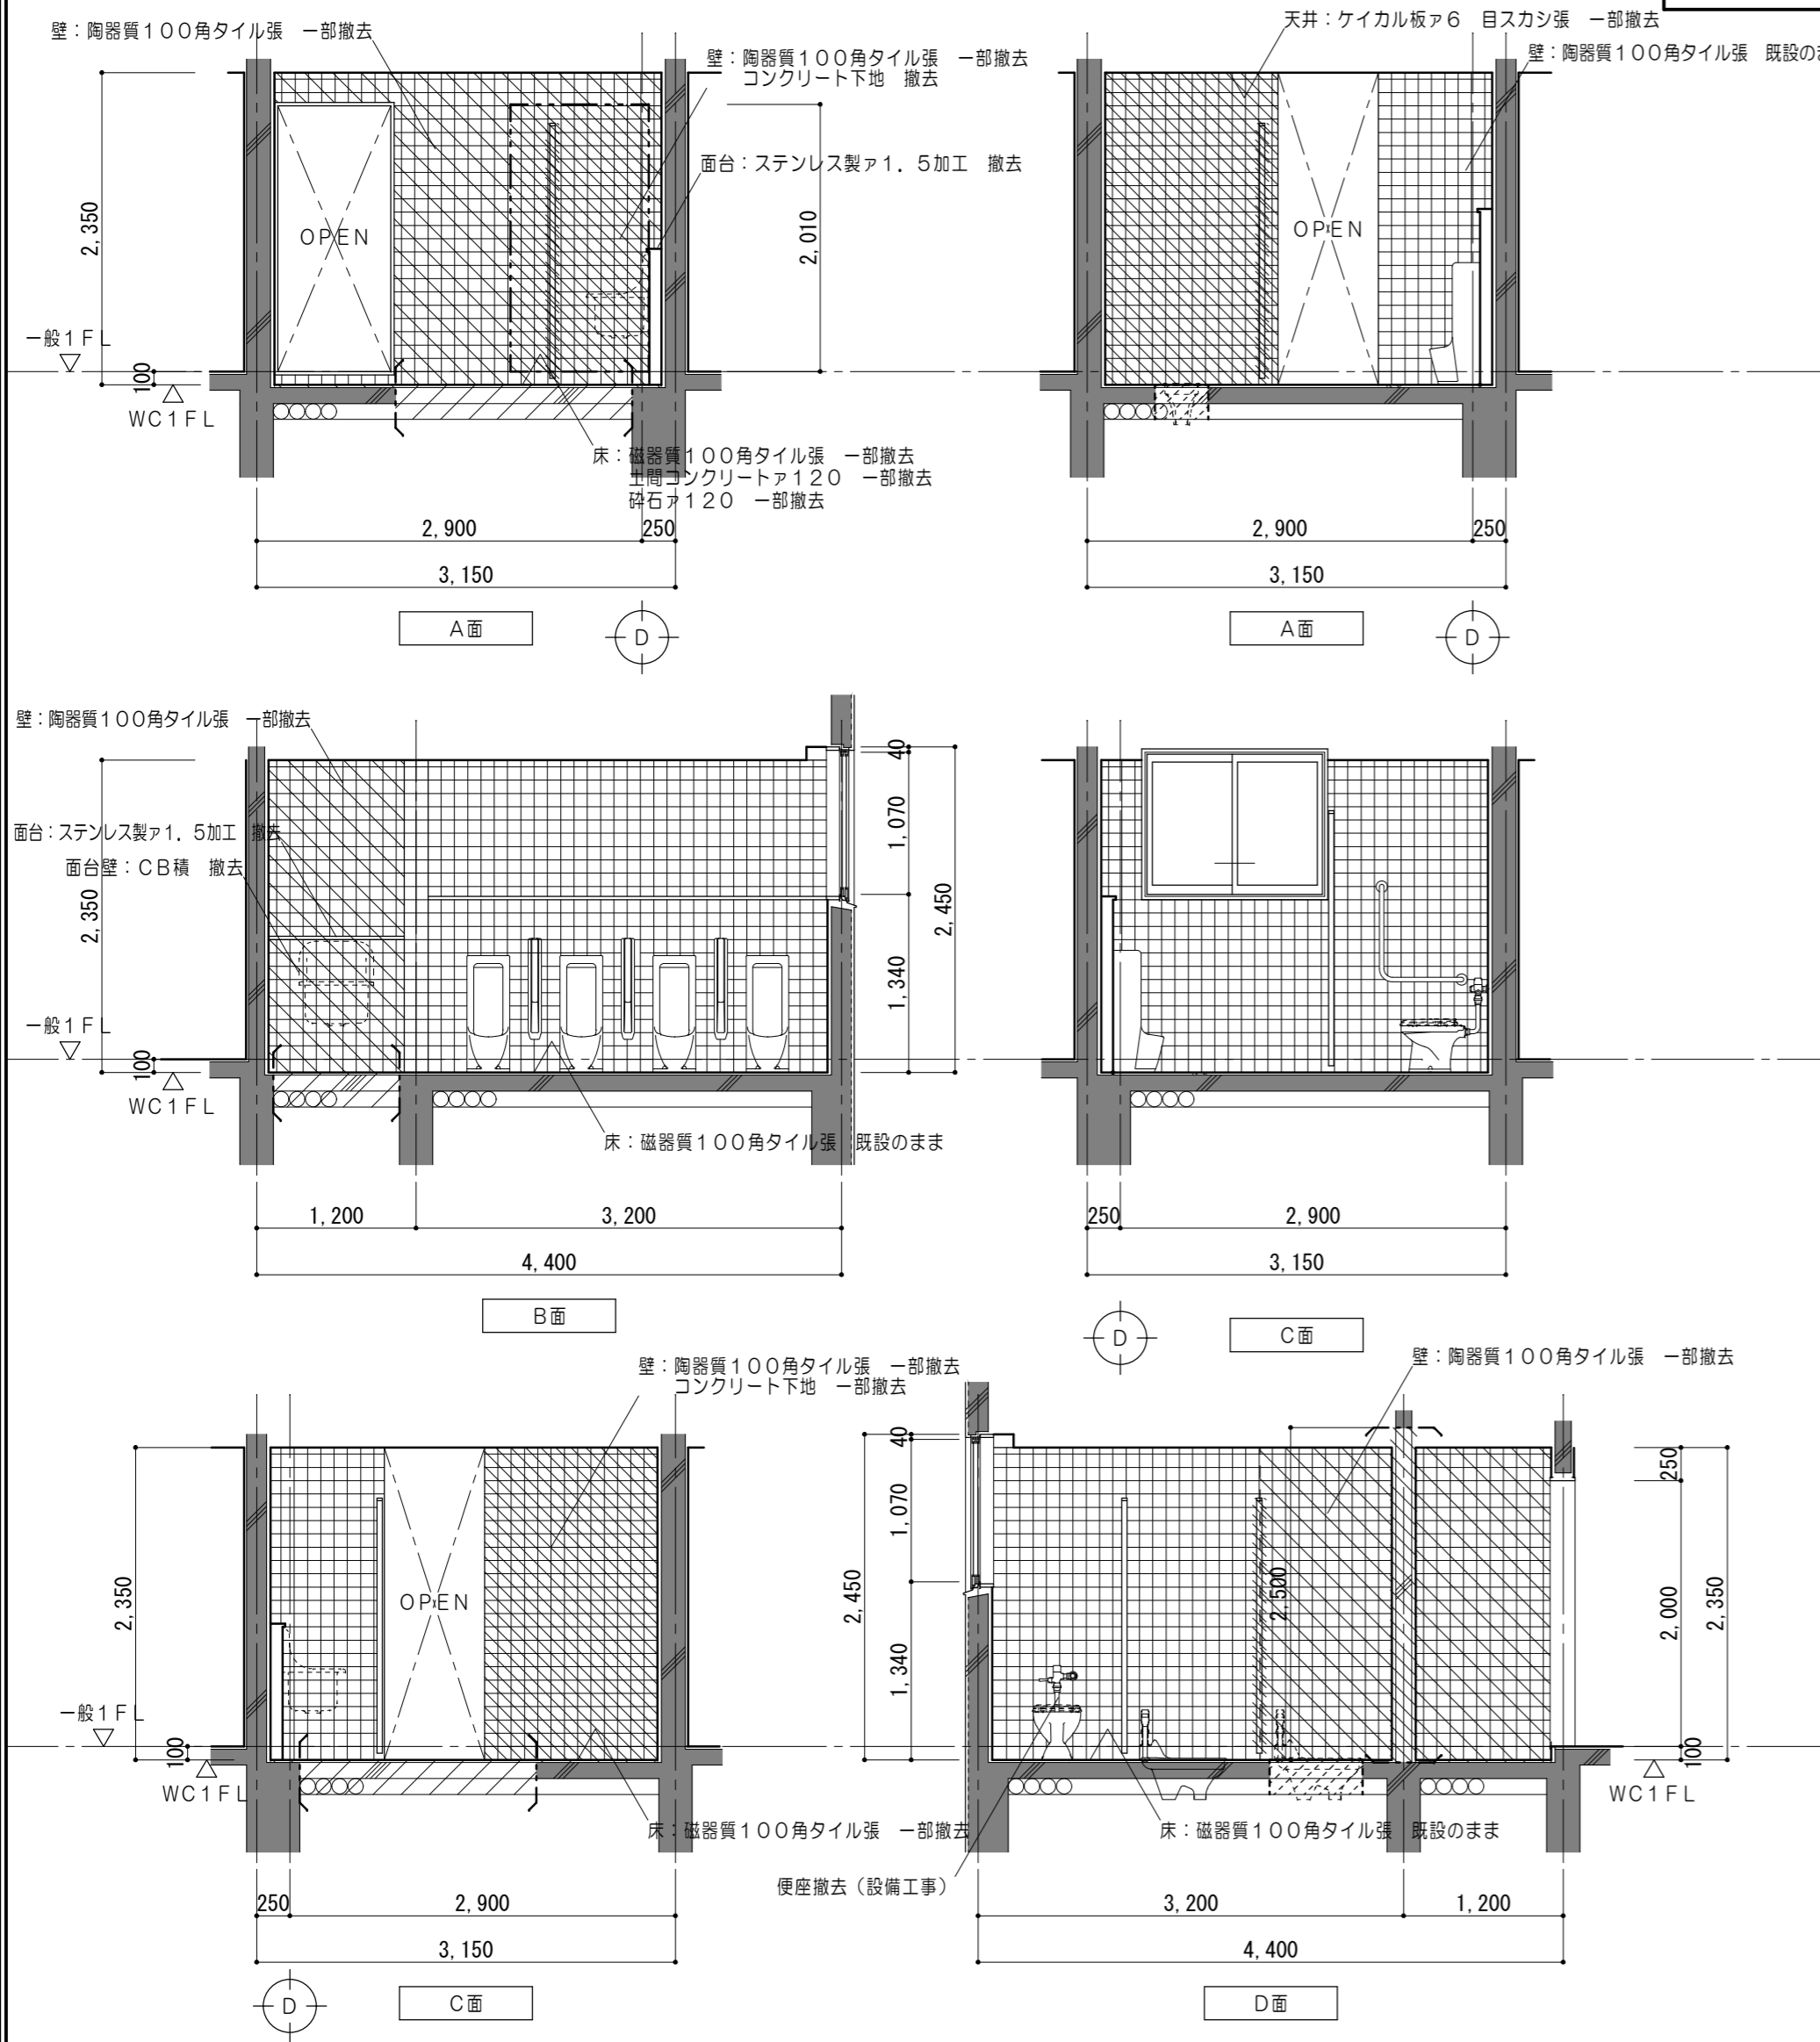 壁：陶器質１００角タイル張　一部撤去
壁：陶器質１００角タイル張　一部撤去
コンクリート下地　撤去
面台：ステンレス製ｱ１．５加工　撤去
2,350
OPEN
2,010
一般１ＦＬ
100
ＷＣ１ＦＬ
床：磁器質１００角タイル張　一部撤去
土間コンクリートｱ１２０　一部撤去
砕石ｱ１２０　一部撤去
2,900
250
3,150
Ａ面
D
天井：ケイカル板ｱ６　目スカシ張　一部撤去
壁：陶器質１００角タイル張　既設のま
OPEN
2,900
250
3,150
Ａ面
D
壁：陶器質１００角タイル張　一部撤去
面台：ステンレス製ｱ１．５加工　撤去
面台壁：ＣＢ積　撤去
2,350
一般１ＦＬ
100
ＷＣ１ＦＬ
40
1,070
1,340
2,450
床：磁器質１００角タイル張　既設のまま
1,200
3,200
4,400
Ｂ面
250
2,900
3,150
D
Ｃ面
壁：陶器質１００角タイル張　一部撤去
コンクリート下地　一部撤去
2,350
OPEN
一般１ＦＬ
100
ＷＣ１ＦＬ
床：磁器質１００角タイル張　一部撤去
250
2,900
3,150
D
Ｃ面
壁：陶器質１００角タイル張　一部撤去
40
1,070
1,340
2,450
2,500
250
2,000
2,350
100
ＷＣ１ＦＬ
床：磁器質１００角タイル張　既設のまま
便座撤去（設備工事）
3,200
1,200
4,400
Ｄ面